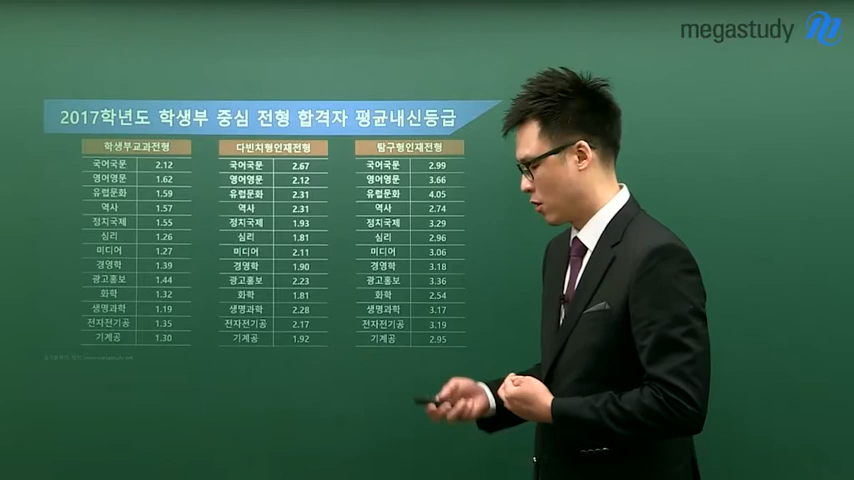 megastudy
2017학년도 학생부 중심 전형 합격자 평균내신등급
학생부교과전형
국어국문 2.12
영어영문 1.62
유럽문화 1.59
역사 1.57
정치국제 1.55
심리 1.26
미디어 1.27
경영학 1.39
광고홍보 1.44
화학 1.32
생명과학 1.19
전자전기공 1.35
기계공 1.30
다빈치형인재전형
국어국문 2.67
영어영문 2.12
유럽문화 2.31
역사 2.31
정치국제 1.93
심리 1.81
미디어 2.11
경영학 1.90
광고홍보 2.23
화학 1.81
생명과학 2.28
전자전기공 2.17
기계공 1.92
탐구형인재전형
국어국문 2.99
영어영문 3.66
유럽문화 4.05
역사 2.74
정치국제 3.29
심리 2.96
미디어 3.06
경영학 3.18
광고홍보 3.36
화학 2.54
생명과학 3.17
전자전기공 3.19
기계공 2.95